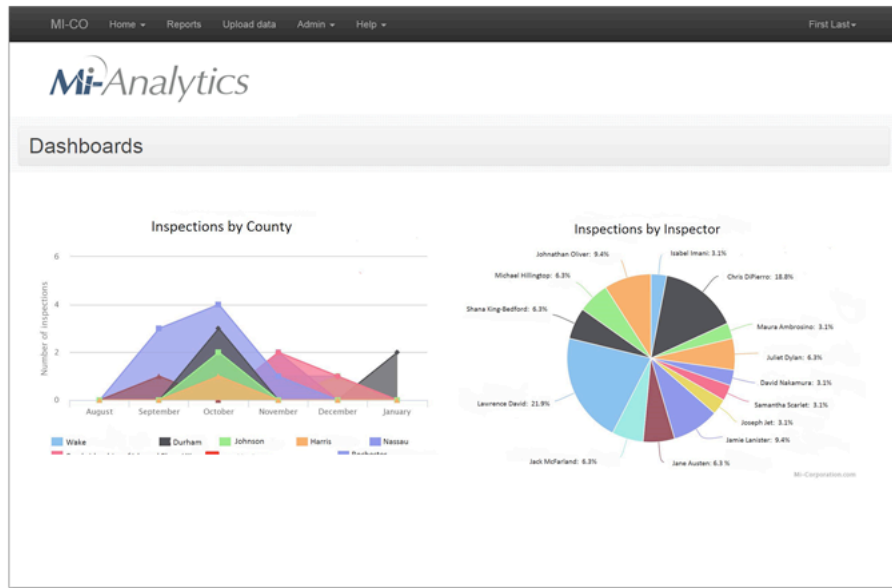 MI-CO Home Reports Upload data Admin Help First Last
Mi-Analytics
Dashboards
Inspections by County
Number of inspections
6
4
2
0
August September October November December January
Wake Durham Johnson Harris Nassau
Rochester
Inspections by Inspector
Johnathan Oliver: 9.4%
Isabel Imani: 3.1%
Michael Hillingtop: 6.3%
Chris DiPierro: 18.8%
Shana King-Bedford: 6.3%
Maura Ambrosino: 3.1%
Juliet Dylan: 6.3%
David Nakamura: 3.1%
Lawrence David: 21.9%
Samantha Scarlet: 3.1%
Joseph Jet: 3.1%
Jamie Lanister: 9.4%
Jack McFarland: 6.3%
Jane Austen: 6.3 %
Mi-Corporation.com